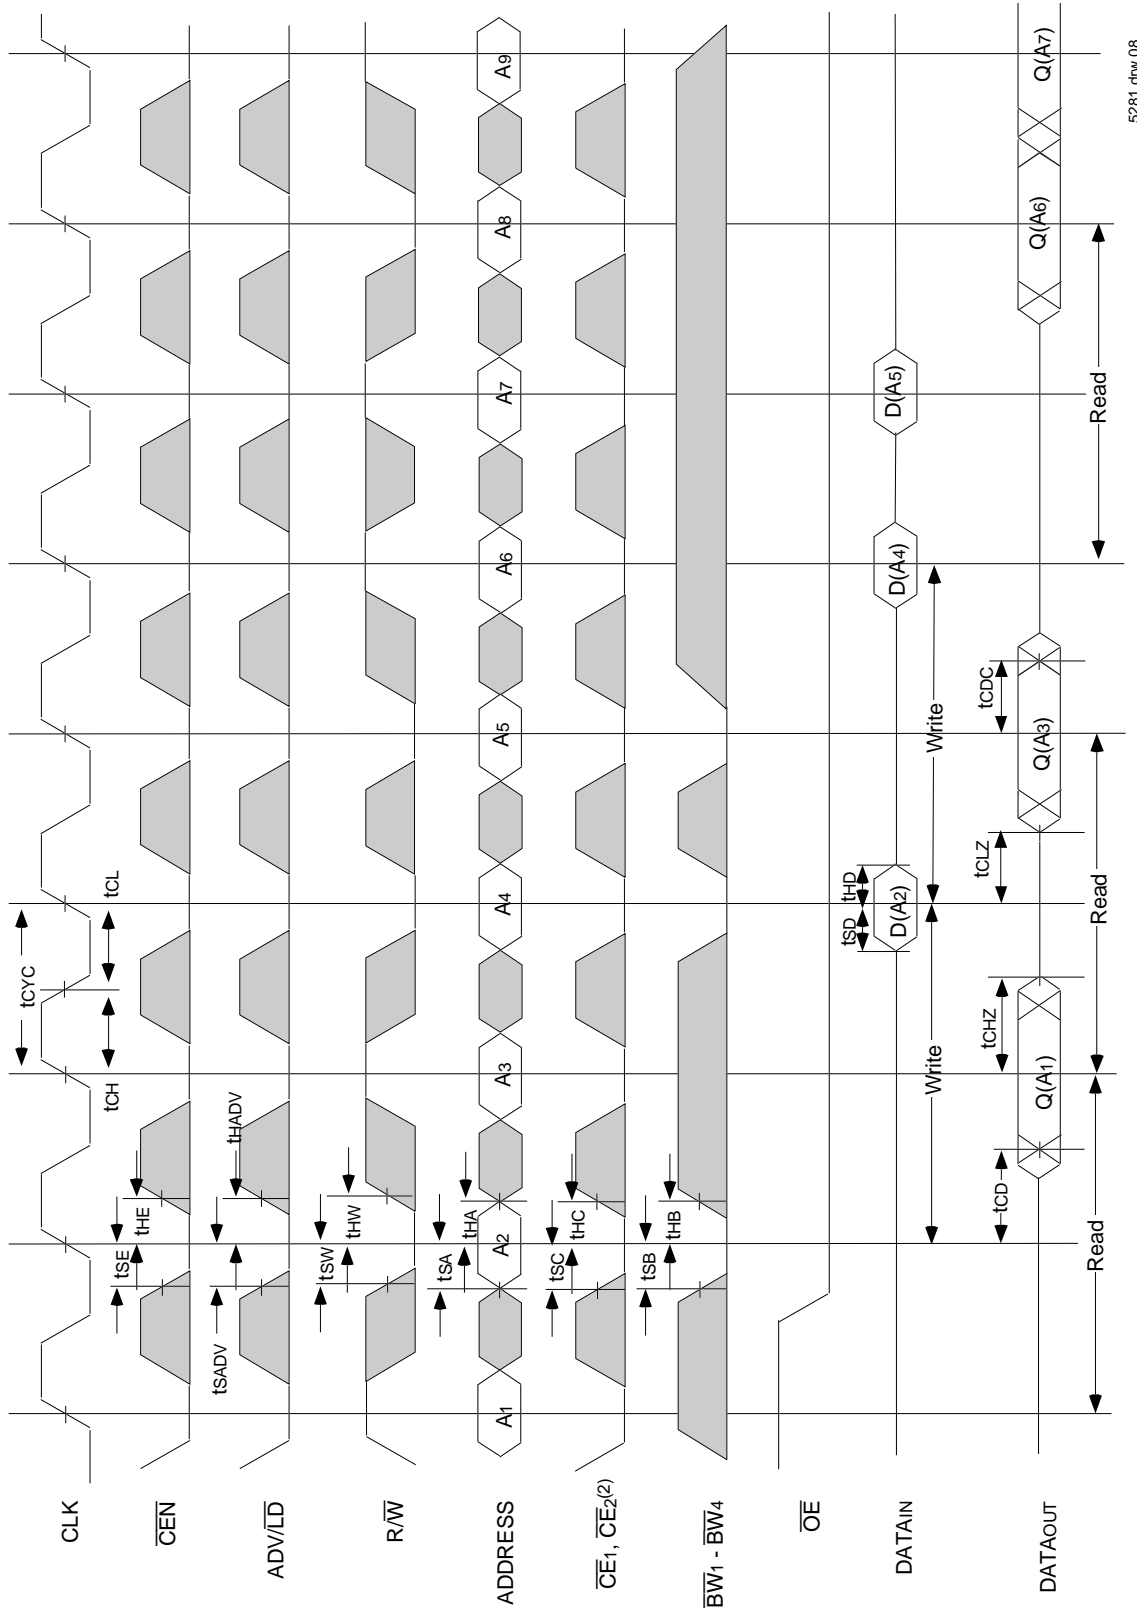 CLK
tCYC
tCH
tCL
CEN
tSE
tHE
ADV/LD
tSADV
tHADV
R/W
tSW
tHW
ADDRESS
A1
A2
A3
A4
A5
A6
A7
A8
A9
tSA
tHA
CE1, CE2(2)
tSC
tHC
BW1 - BW4
tSB
tHB
OE
DATAIN
D(A2)
D(A4)
D(A5)
tSD
tHD
Write
Write
DATAOUT
Q(A1)
Q(A3)
Q(A6)
Q(A7)
tCD
tCHZ
tCLZ
tCDC
Read
Read
Read
5281 drw 08